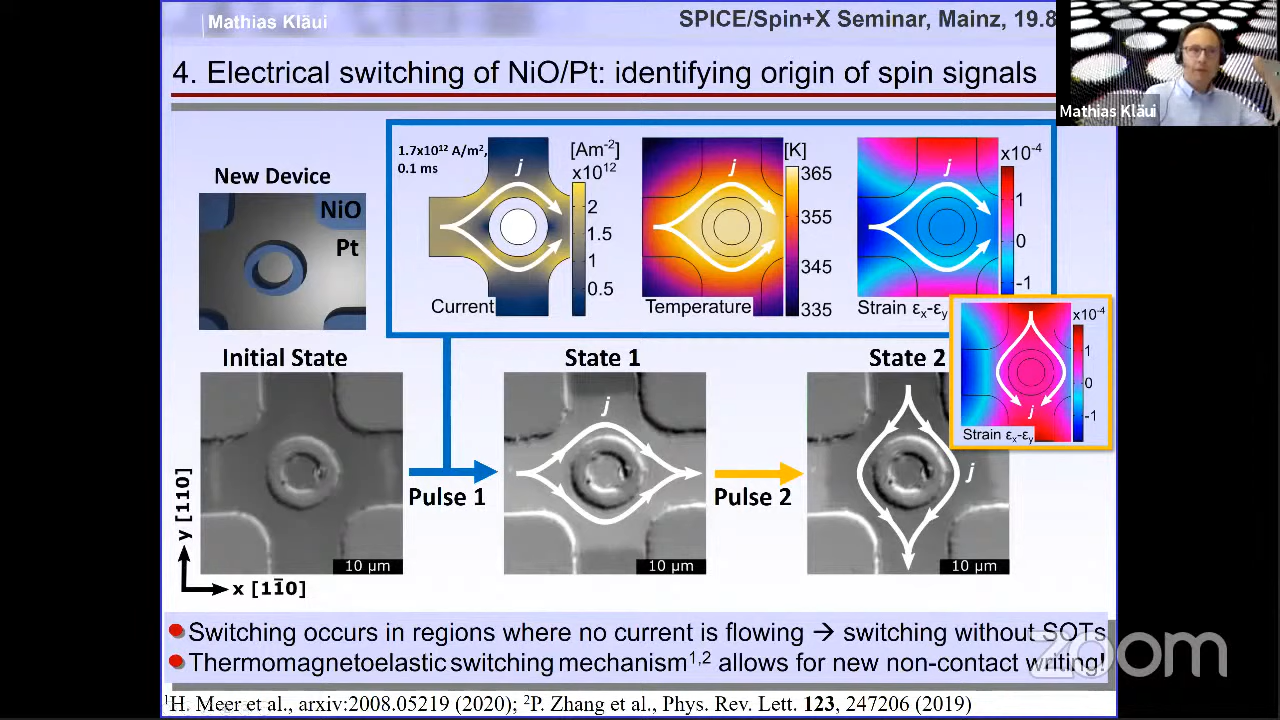 Mathias Kläui
SPICE/Spin+X Seminar, Mainz, 19.8
4. Electrical switching of NiO/Pt: identifying origin of spin signals
Mathias Kläui
New Device
NiO
Pt
1.7x10¹² A/m²,
0.1 ms
j
[Am⁻²]
x10¹²
2
1.5
1
0.5
Current
j
[K]
365
355
345
335
Temperature
j
x10⁻⁴
1
0
-1
Strain εₓ-εᵧ
x10⁻⁴
1
0
-1
j
Strain εₓ-εᵧ
Initial State
State 1
State 2
j
j
Pulse 1
Pulse 2
10 µm
10 µm
10 µm
y [110]
x [11̅0]
Switching occurs in regions where no current is flowing → switching without SOTs
Thermomagnetoelastic switching mechanism¹,² allows for new non-contact writing!
zoom
¹H. Meer et al., arxiv:2008.05219 (2020); ²P. Zhang et al., Phys. Rev. Lett. 123, 247206 (2019)